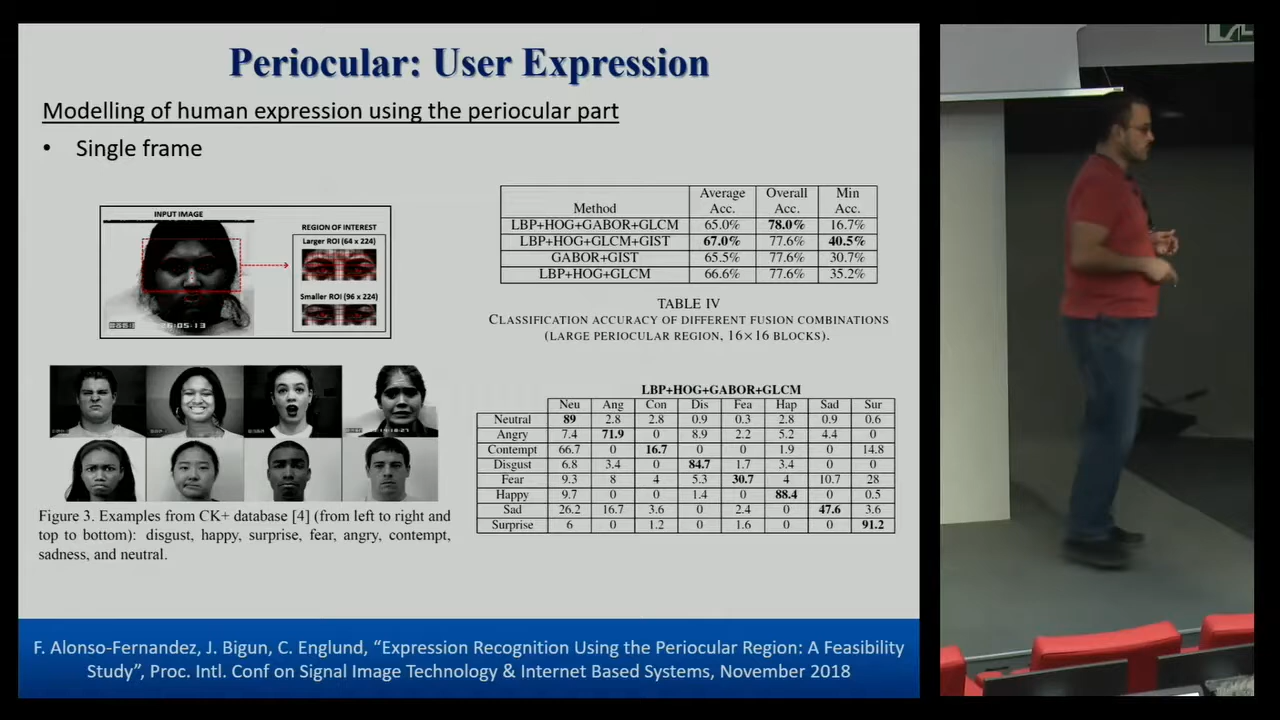 Periocular: User Expression
Modelling of human expression using the periocular part
• Single frame
INPUT IMAGE
REGION OF INTEREST
Larger ROI (64 x 224)
Smaller ROI (96 x 224)
Method Average Acc. Overall Acc. Min Acc.
LBP+HOG+GABOR+GLCM 65.0% 78.0% 16.7%
LBP+HOG+GLCM+GIST 67.0% 77.6% 40.5%
GABOR+GIST 65.5% 77.6% 30.7%
LBP+HOG+GLCM 66.6% 77.6% 35.2%
TABLE IV
CLASSIFICATION ACCURACY OF DIFFERENT FUSION COMBINATIONS
(LARGE PERIOCULAR REGION, 16×16 BLOCKS).
Figure 3. Examples from CK+ database [4] (from left to right and
top to bottom): disgust, happy, surprise, fear, angry, contempt,
sadness, and neutral.
LBP+HOG+GABOR+GLCM
Neu Ang Con Dis Fea Hap Sad Sur
Neutral 89 2.8 2.8 0.9 0.3 2.8 0.9 0.6
Angry 7.4 71.9 0 8.9 2.2 5.2 4.4 0
Contempt 66.7 0 16.7 0 0 1.9 0 14.8
Disgust 6.8 3.4 0 84.7 1.7 3.4 0 0
Fear 9.3 8 4 5.3 30.7 4 10.7 28
Happy 9.7 0 0 1.4 0 88.4 0 0.5
Sad 26.2 16.7 3.6 0 2.4 0 47.6 3.6
Surprise 6 0 1.2 0 1.6 0 0 91.2
F. Alonso-Fernandez, J. Bigun, C. Englund, “Expression Recognition Using the Periocular Region: A Feasibility
Study”, Proc. Intl. Conf on Signal Image Technology & Internet Based Systems, November 2018